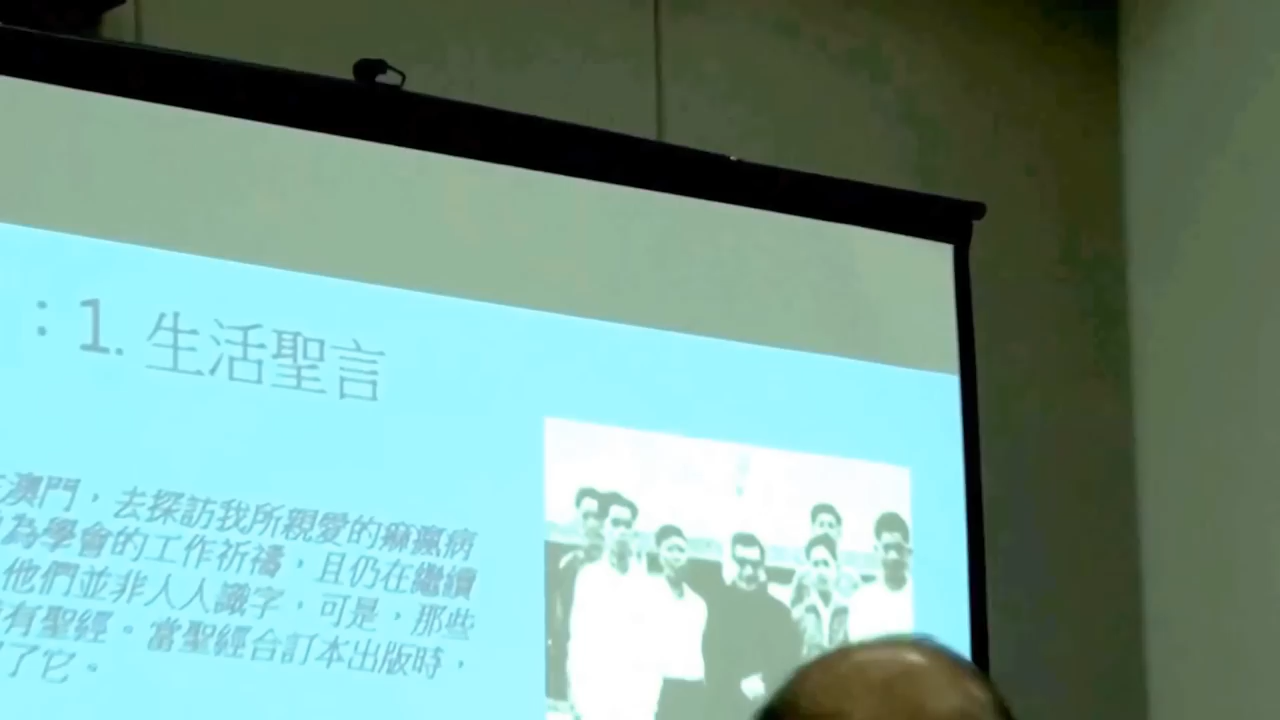 ：1. 生活聖言
澳門，去探訪我所親愛的痲瘋病
為學會的工作祈禱，且仍在繼續
他們並非人人識字，可是，那些
有聖經。當聖經合訂本出版時，
了它。